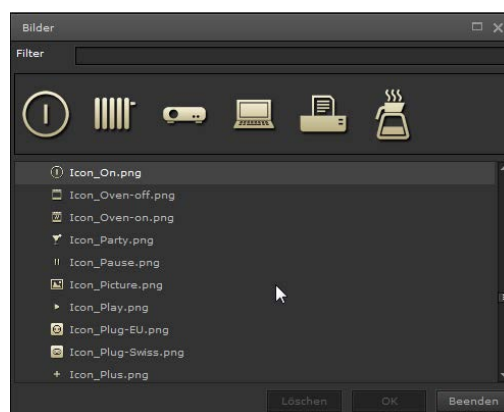 Bilder
Filter
Icon_On.png
Icon_Oven-off.png
Icon_Oven-on.png
Icon_Party.png
Icon_Pause.png
Icon_Picture.png
Icon_Play.png
Icon_Plug-EU.png
Icon_Plug-Swiss.png
Icon_Plus.png
Löschen OK Beenden